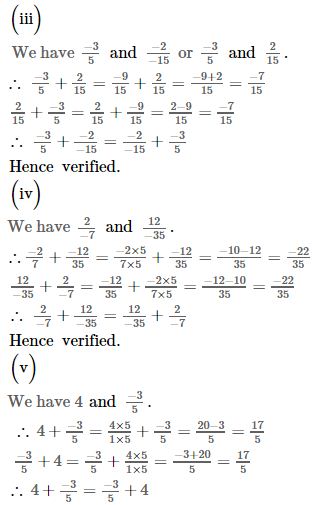 (iii)
We have −3/5 and −2/−15 or −3/5 and 2/15.
∴ −3/5 + 2/15 = −9/15 + 2/15 = −9+2/15 = −7/15
2/15 + −3/5 = 2/15 + −9/15 = 2−9/15 = −7/15
∴ −3/5 + −2/−15 = −2/−15 + −3/5
Hence verified.
(iv)
We have 2/−7 and 12/−35.
∴ −2/7 + −12/35 = −2×5/7×5 + −12/35 = −10−12/35 = −22/35
12/−35 + 2/−7 = −12/35 + −2×5/7×5 = −12−10/35 = −22/35
∴ 2/−7 + 12/−35 = 12/−35 + 2/−7
Hence verified.
(v)
We have 4 and −3/5.
∴ 4 + −3/5 = 4×5/1×5 + −3/5 = 20−3/5 = 17/5
−3/5 + 4 = −3/5 + 4×5/1×5 = −3+20/5 = 17/5
∴ 4 + −3/5 = −3/5 + 4